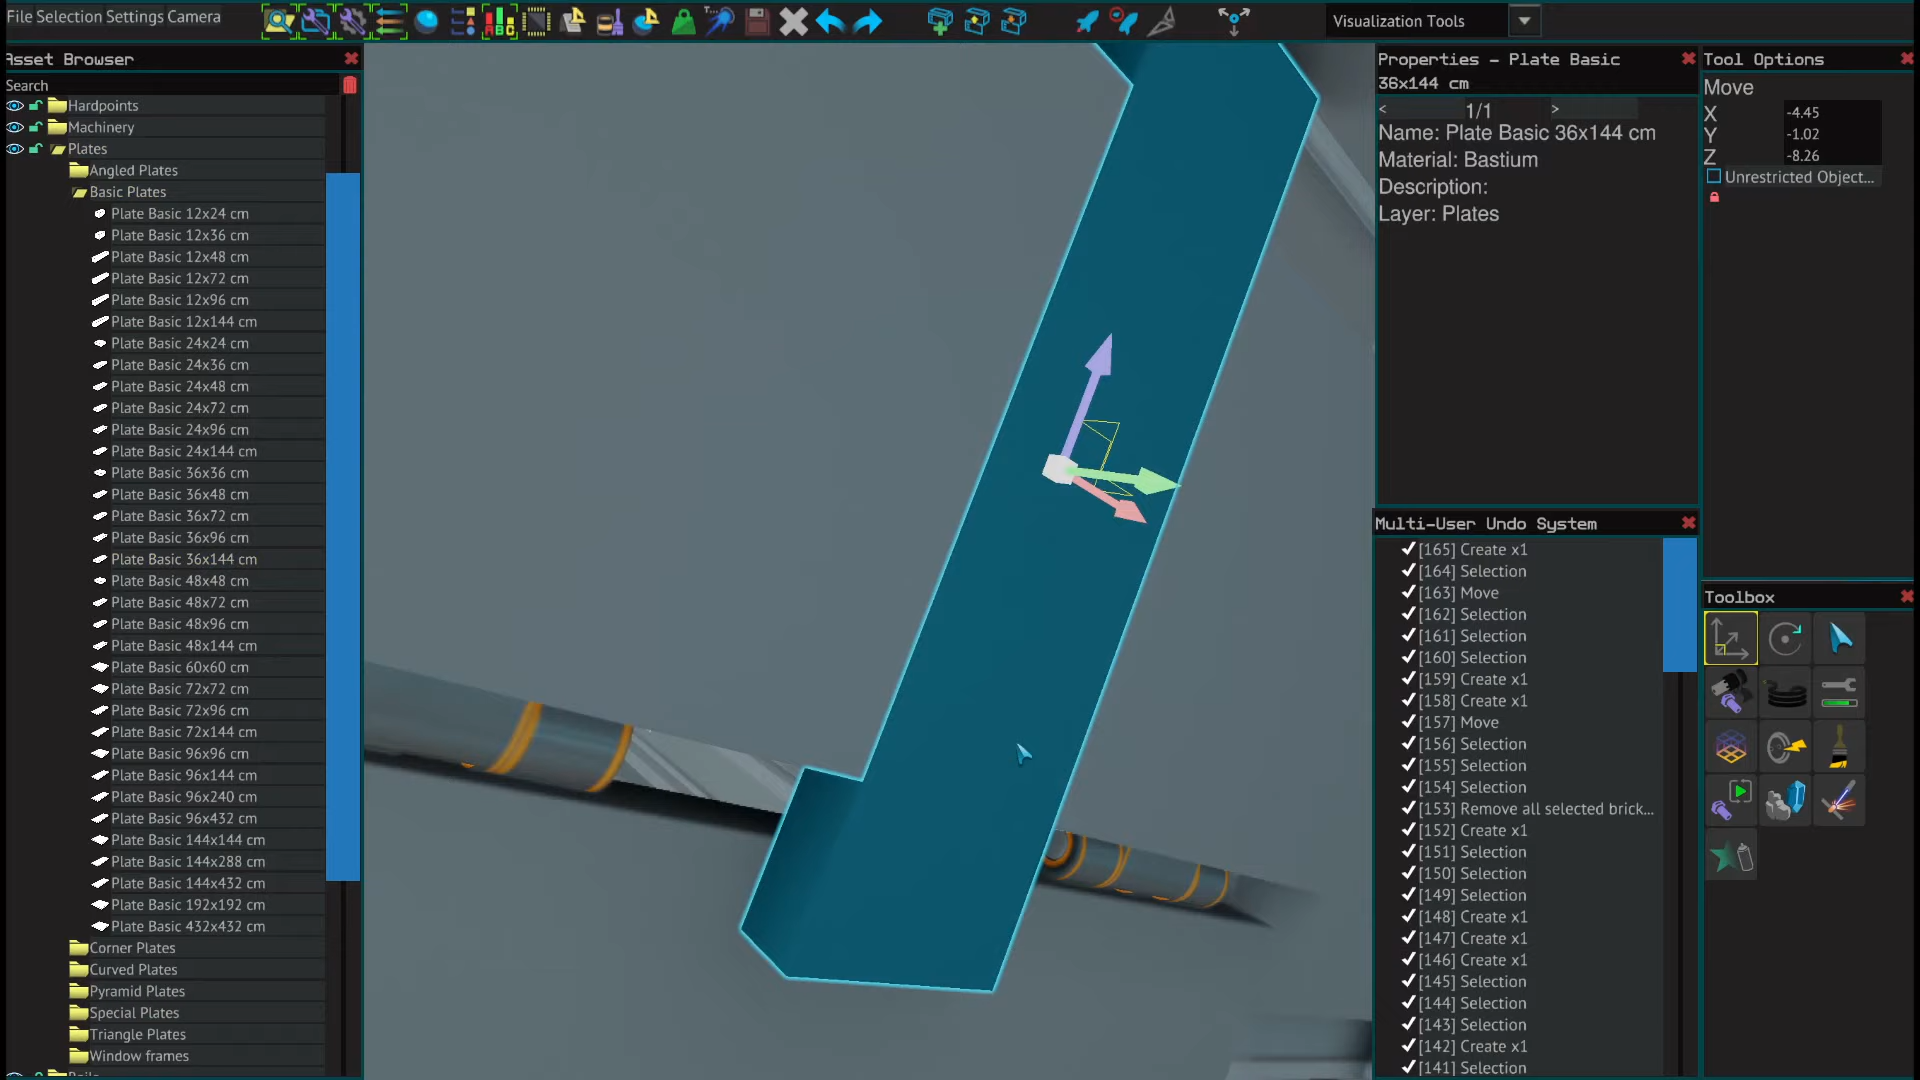 File Selection Settings Camera
Visualization Tools
Asset Browser
Search
Hardpoints
Machinery
Plates
Angled Plates
Basic Plates
Plate Basic 12x24 cm
Plate Basic 12x36 cm
Plate Basic 12x48 cm
Plate Basic 12x72 cm
Plate Basic 12x96 cm
Plate Basic 12x144 cm
Plate Basic 24x24 cm
Plate Basic 24x36 cm
Plate Basic 24x48 cm
Plate Basic 24x72 cm
Plate Basic 24x96 cm
Plate Basic 24x144 cm
Plate Basic 36x36 cm
Plate Basic 36x48 cm
Plate Basic 36x72 cm
Plate Basic 36x96 cm
Plate Basic 36x144 cm
Plate Basic 48x48 cm
Plate Basic 48x72 cm
Plate Basic 48x96 cm
Plate Basic 48x144 cm
Plate Basic 60x60 cm
Plate Basic 72x72 cm
Plate Basic 72x96 cm
Plate Basic 72x144 cm
Plate Basic 96x96 cm
Plate Basic 96x144 cm
Plate Basic 96x240 cm
Plate Basic 96x432 cm
Plate Basic 144x144 cm
Plate Basic 144x288 cm
Plate Basic 144x432 cm
Plate Basic 192x192 cm
Plate Basic 432x432 cm
Corner Plates
Curved Plates
Pyramid Plates
Special Plates
Triangle Plates
Window frames
Properties - Plate Basic
36x144 cm
< 1/1 >
Name: Plate Basic 36x144 cm
Material: Bastium
Description:
Layer: Plates
Multi-User Undo System
[165] Create x1
[164] Selection
[163] Move
[162] Selection
[161] Selection
[160] Selection
[159] Create x1
[158] Create x1
[157] Move
[156] Selection
[155] Selection
[154] Selection
[153] Remove all selected brick...
[152] Create x1
[151] Selection
[150] Selection
[149] Selection
[148] Create x1
[147] Create x1
[146] Create x1
[145] Selection
[144] Selection
[143] Selection
[142] Create x1
[141] Selection
Tool Options
Move
X -4.45
Y -1.02
Z -8.26
Unrestricted Object...
Toolbox